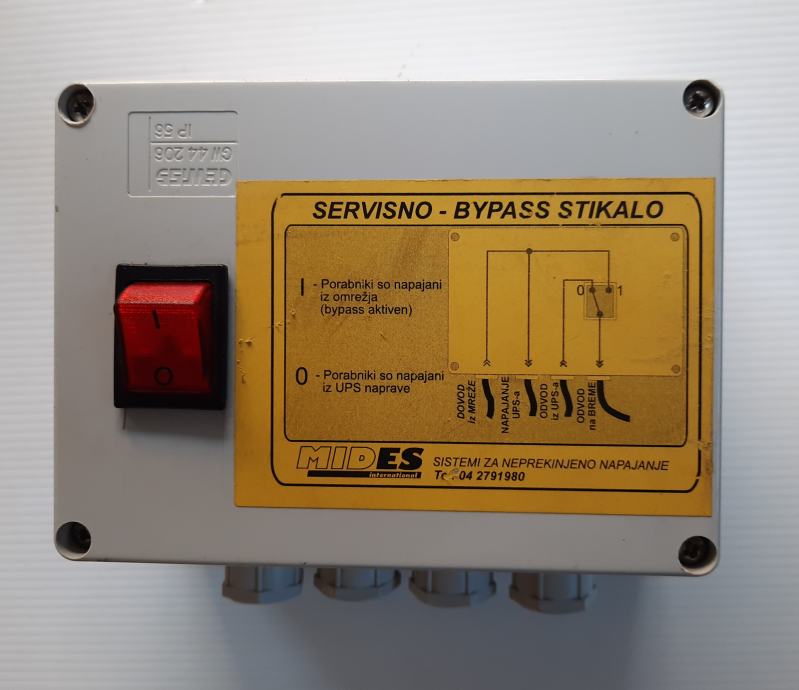 GEWISS
GW 44 206
IP 56
SERVISNO - BYPASS STIKALO
I - Porabniki so napajani
iz omrežja
(bypass aktiven)
0 - Porabniki so napajani
iz UPS naprave
0 1
DOVOD
iz MREŽE
NAPAJANJE
UPS-a
ODVOD
iz UPS-a
ODVOD
na BREME
I
O
MIDES
international
SISTEMI ZA NEPREKINJENO NAPAJANJE
04 2791980